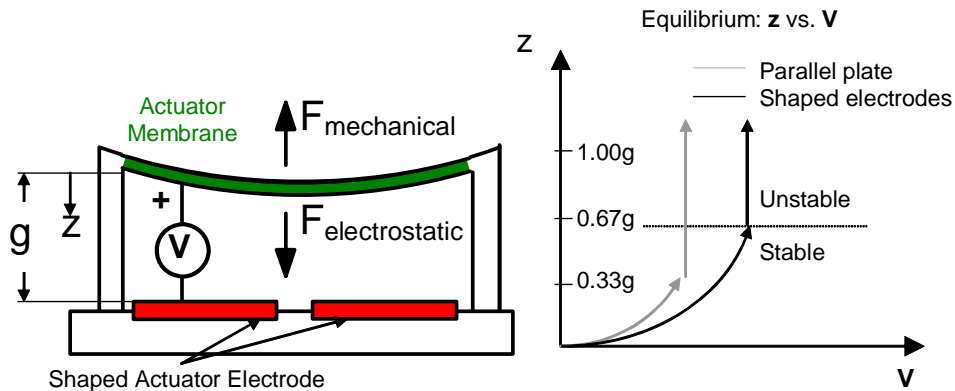 Actuator
Membrane
F mechanical
+
g
z
V
F electrostatic
Shaped Actuator Electrode
Equilibrium: z vs. V
z
Parallel plate
Shaped electrodes
1.00g
0.67g
0.33g
Unstable
Stable
V